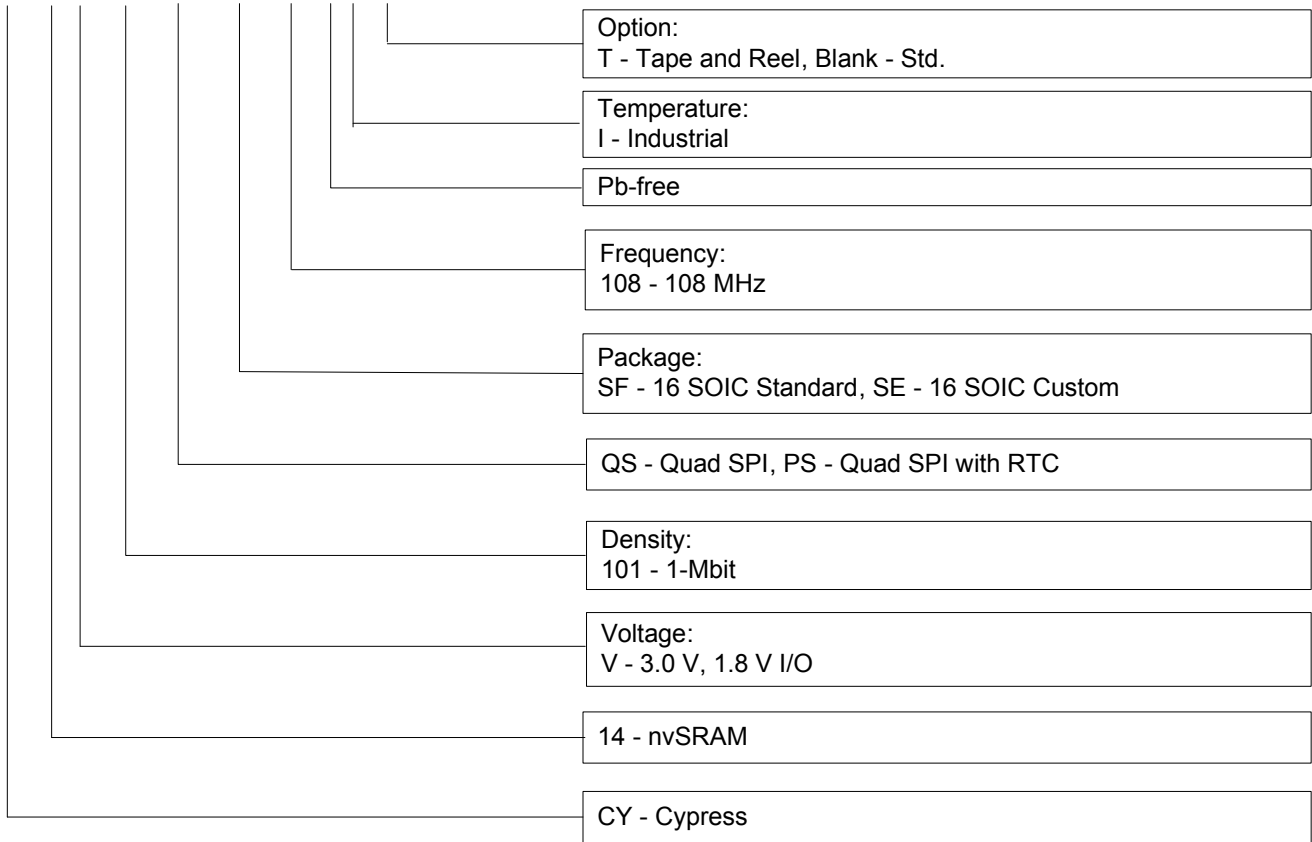 Option:
T - Tape and Reel, Blank - Std.
Temperature:
I - Industrial
Pb-free
Frequency:
108 - 108 MHz
Package:
SF - 16 SOIC Standard, SE - 16 SOIC Custom
QS - Quad SPI, PS - Quad SPI with RTC
Density:
101 - 1-Mbit
Voltage:
V - 3.0 V, 1.8 V I/O
14 - nvSRAM
CY - Cypress